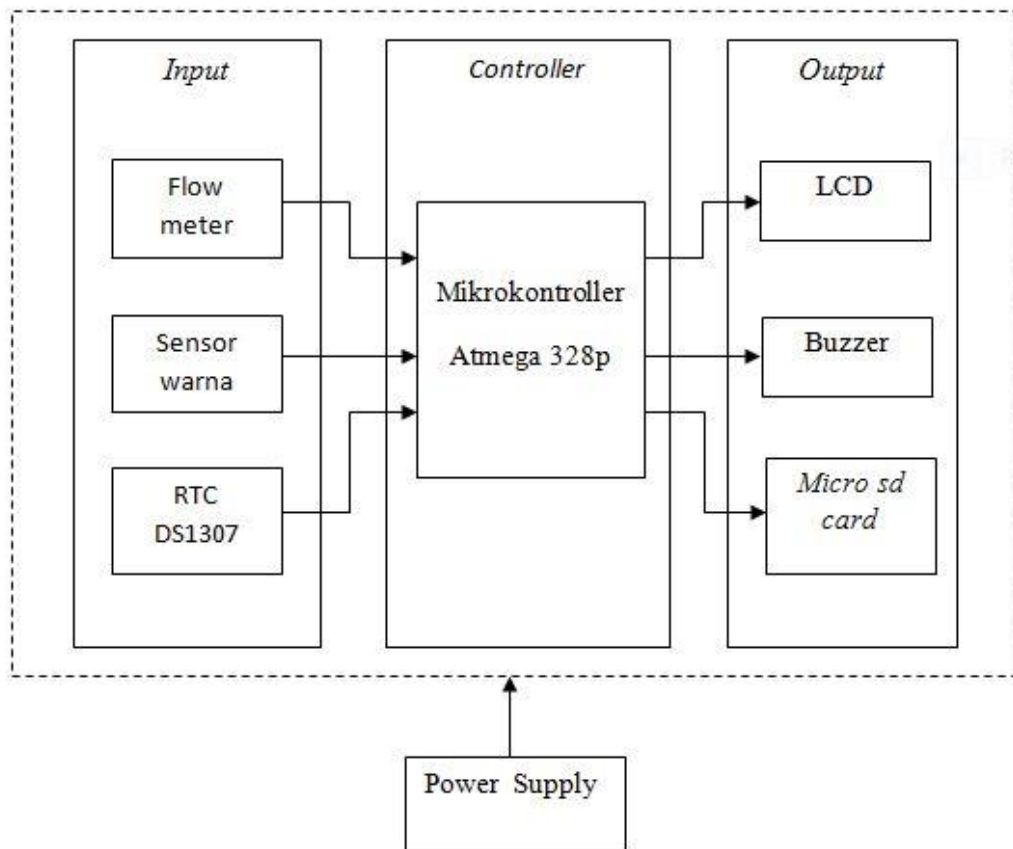 Input
Flow
meter
Sensor
warna
RTC
DS1307
Controller
Mikrokontroller
Atmega 328p
Output
LCD
Buzzer
Micro sd
card
Power Supply